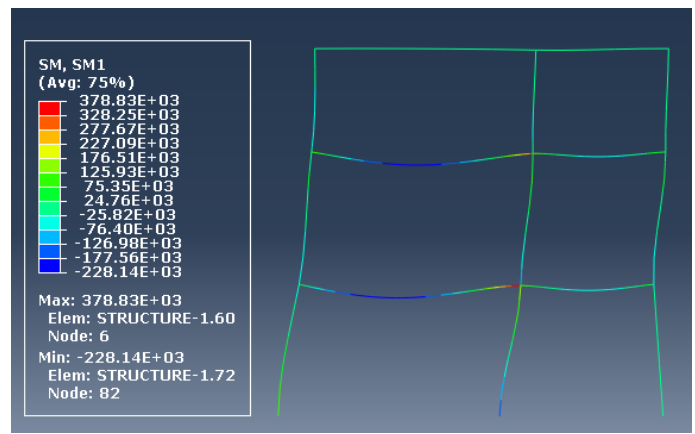 SM, SM1
(Avg: 75%)
378.83E+03
328.25E+03
277.67E+03
227.09E+03
176.51E+03
125.93E+03
75.35E+03
24.76E+03
-25.82E+03
-76.40E+03
-126.98E+03
-177.56E+03
-228.14E+03
Max: 378.83E+03
Elem: STRUCTURE-1.60
Node: 6
Min: -228.14E+03
Elem: STRUCTURE-1.72
Node: 82